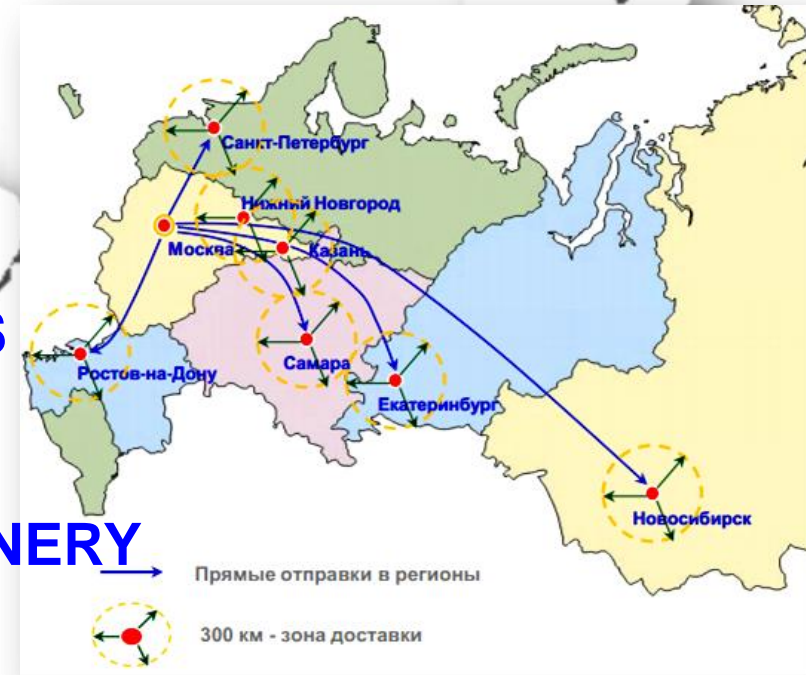 Санкт-Петербург
Нижний Новгород
Москва
Казань
S
Ростов-на-Дону
Самара
Екатеринбург
Новосибирск
NERY
Прямые отправки в регионы
300 км - зона доставки